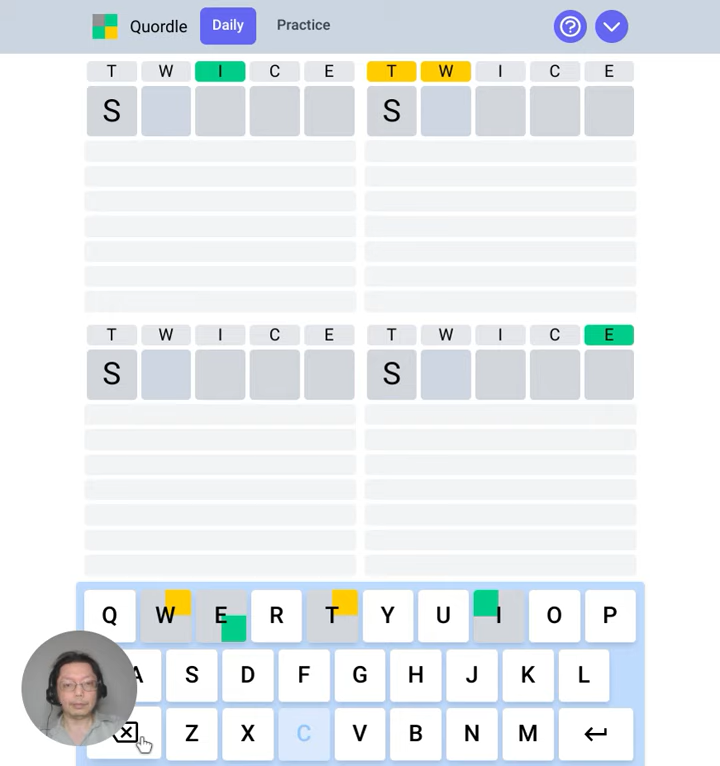 Quordle Daily Practice
T W I C E T W I C E
S S
T W I C E T W I C E
S S
Q W E R T Y U I O P
A S D F G H J K L
Z X C V B N M